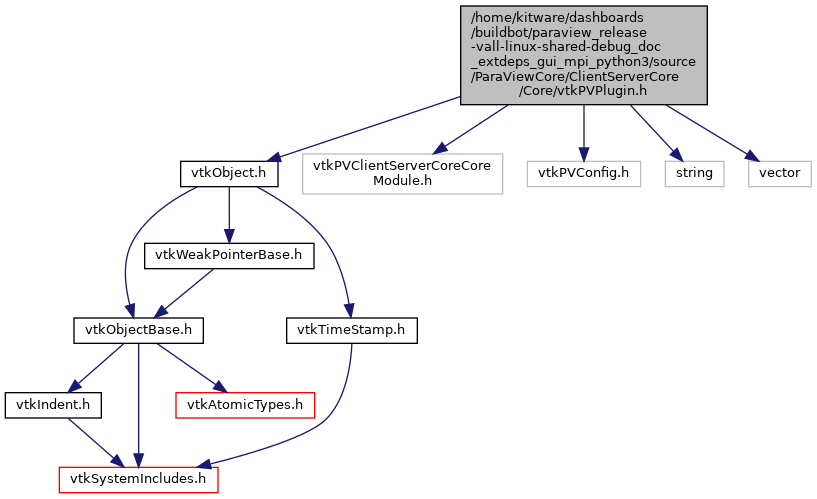 /home/kitware/dashboards
/buildbot/paraview_release
-vall-linux-shared-debug_doc
_extdeps_gui_mpi_python3/source
/ParaViewCore/ClientServerCore
/Core/vtkPVPlugin.h
vtkObject.h
vtkPVClientServerCoreCore
Module.h
vtkPVConfig.h
string
vector
vtkWeakPointerBase.h
vtkObjectBase.h
vtkTimeStamp.h
vtkIndent.h
vtkAtomicTypes.h
vtkSystemIncludes.h